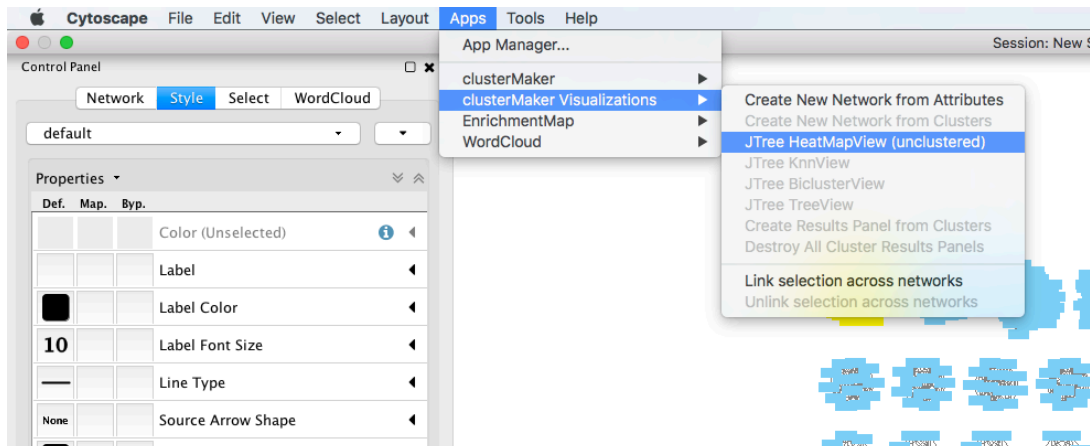 Cytoscape File Edit View Select Layout Apps Tools Help
Session: New S
Control Panel
Network Style Select WordCloud
default
Properties
Def. Map. Byp.
Color (Unselected)
Label
Label Color
10 Label Font Size
Line Type
None Source Arrow Shape
App Manager...
clusterMaker
clusterMaker Visualizations
EnrichmentMap
WordCloud
Create New Network from Attributes
Create New Network from Clusters
JTree HeatMapView (unclustered)
JTree KnnView
JTree BiclusterView
JTree TreeView
Create Results Panel from Clusters
Destroy All Cluster Results Panels
Link selection across networks
Unlink selection across networks